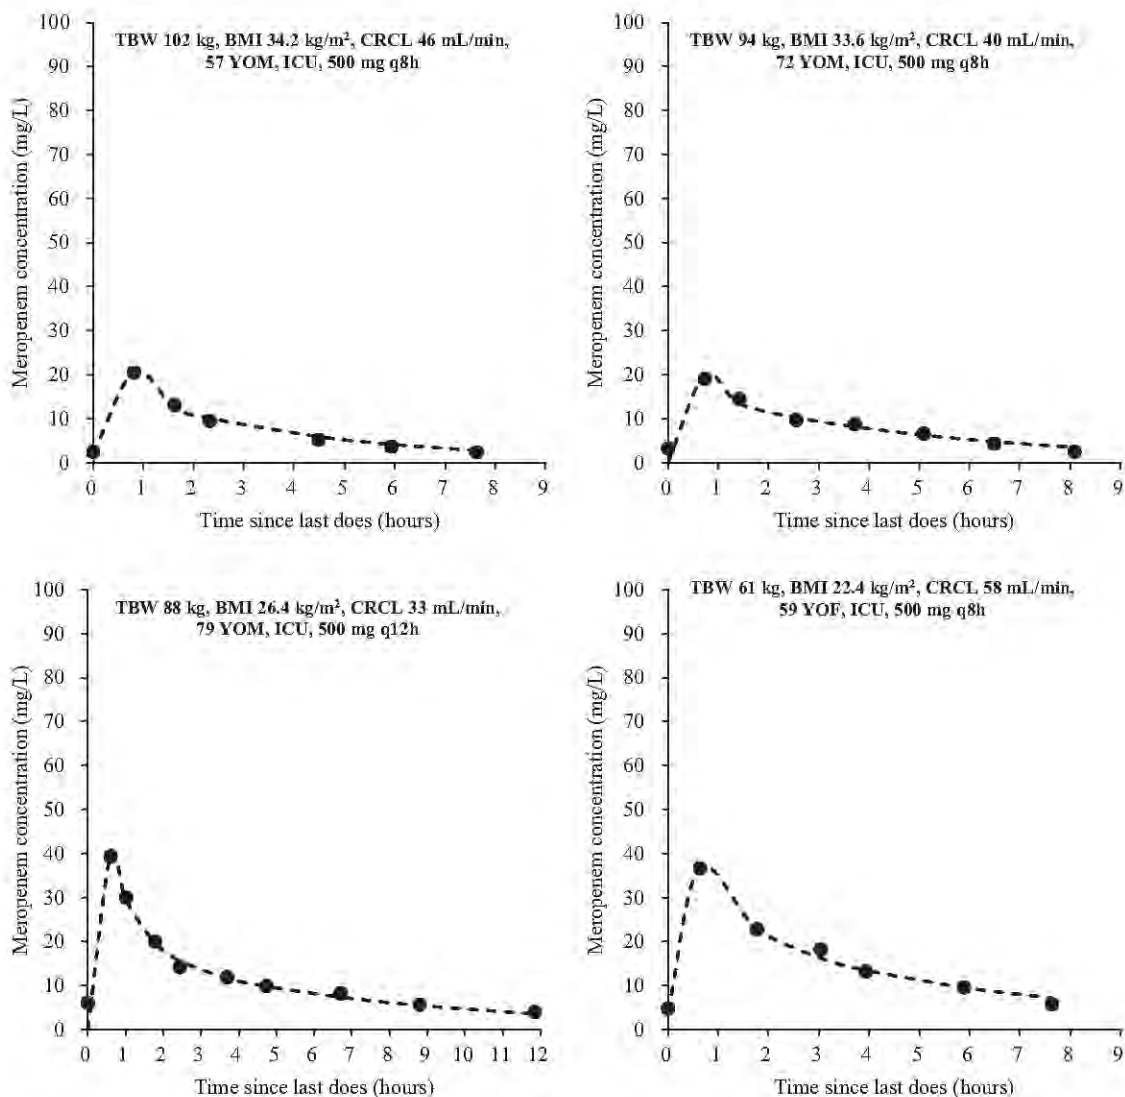 TBW 102 kg, BMI 34.2 kg/m², CRCL 46 mL/min,
57 YOM, ICU, 500 mg q8h
Meropenem concentration (mg/L)
100
90
80
70
60
50
40
30
20
10
0
0 1 2 3 4 5 6 7 8 9
Time since last does (hours)
TBW 94 kg, BMI 33.6 kg/m², CRCL 40 mL/min,
72 YOM, ICU, 500 mg q8h
Meropenem concentration (mg/L)
100
90
80
70
60
50
40
30
20
10
0
0 1 2 3 4 5 6 7 8 9
Time since last does (hours)
TBW 88 kg, BMI 26.4 kg/m², CRCL 33 mL/min,
79 YOM, ICU, 500 mg q12h
Meropenem concentration (mg/L)
100
90
80
70
60
50
40
30
20
10
0
0 1 2 3 4 5 6 7 8 9 10 11 12
Time since last does (hours)
TBW 61 kg, BMI 22.4 kg/m², CRCL 58 mL/min,
59 YOF, ICU, 500 mg q8h
Meropenem concentration (mg/L)
100
90
80
70
60
50
40
30
20
10
0
0 1 2 3 4 5 6 7 8 9
Time since last does (hours)